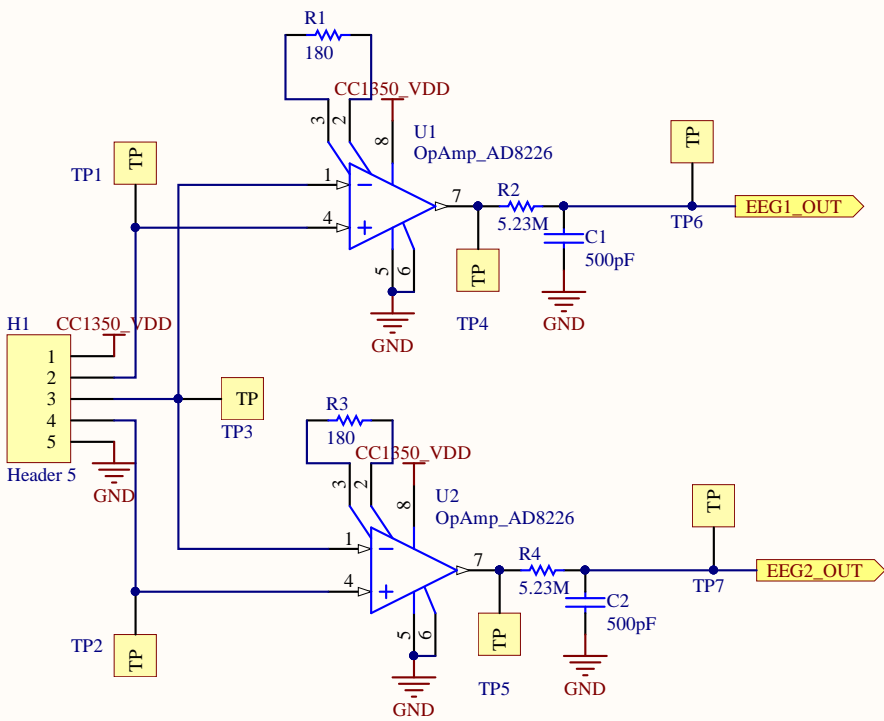 R1
180
CC1350_VDD
3
2
8
U1
OpAmp_AD8226
TP
TP1
1
4
7
R2
5.23M
TP
TP6
EEG1_OUT
C1
500pF
5
6
TP
TP4
GND
GND
H1
CC1350_VDD
1
2
3
4
5
Header 5
GND
TP
TP3
R3
180
CC1350_VDD
3
2
8
U2
OpAmp_AD8226
1
4
7
R4
5.23M
TP
TP7
EEG2_OUT
C2
500pF
5
6
TP
TP5
GND
GND
TP2
TP